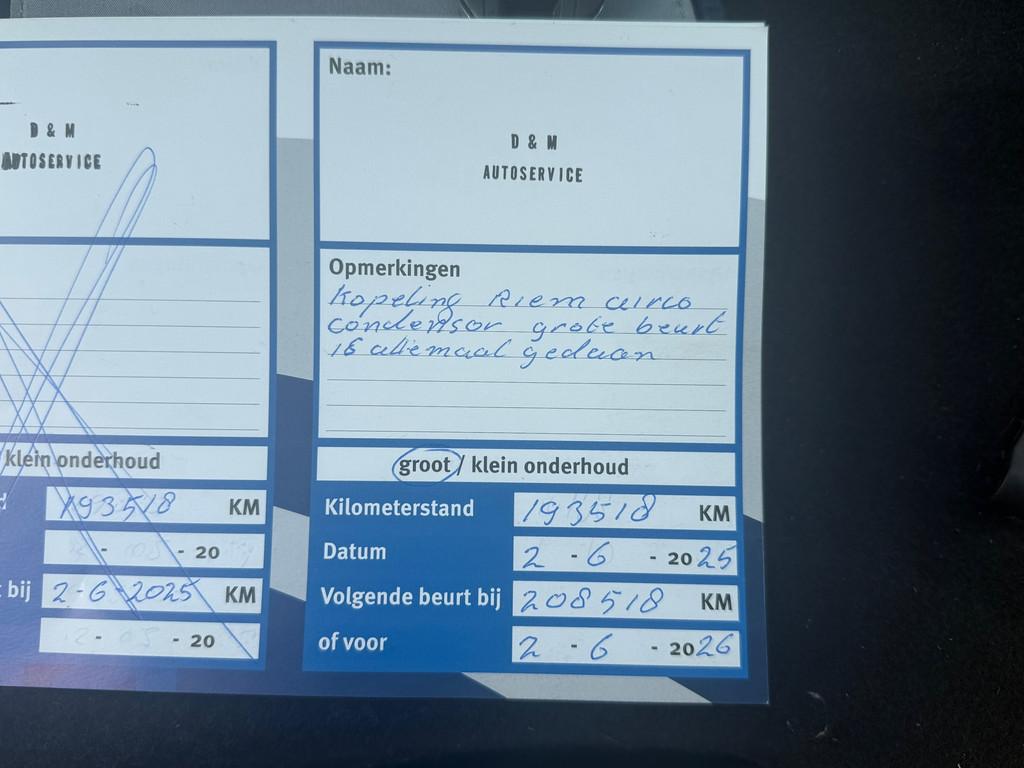 D & M
AUTOSERVICE
klein onderhoud
193518 KM
- - 20
bij 2-6-2025 KM
- - 20
Naam:
D & M
AUTOSERVICE
Opmerkingen
Kopeling Riem airco
condensor grote beurt
is allemaal gedaan
groot / klein onderhoud
Kilometerstand 193518 KM
Datum 2 - 6 - 2025
Volgende beurt bij 208518 KM
of voor 2 - 6 - 2026